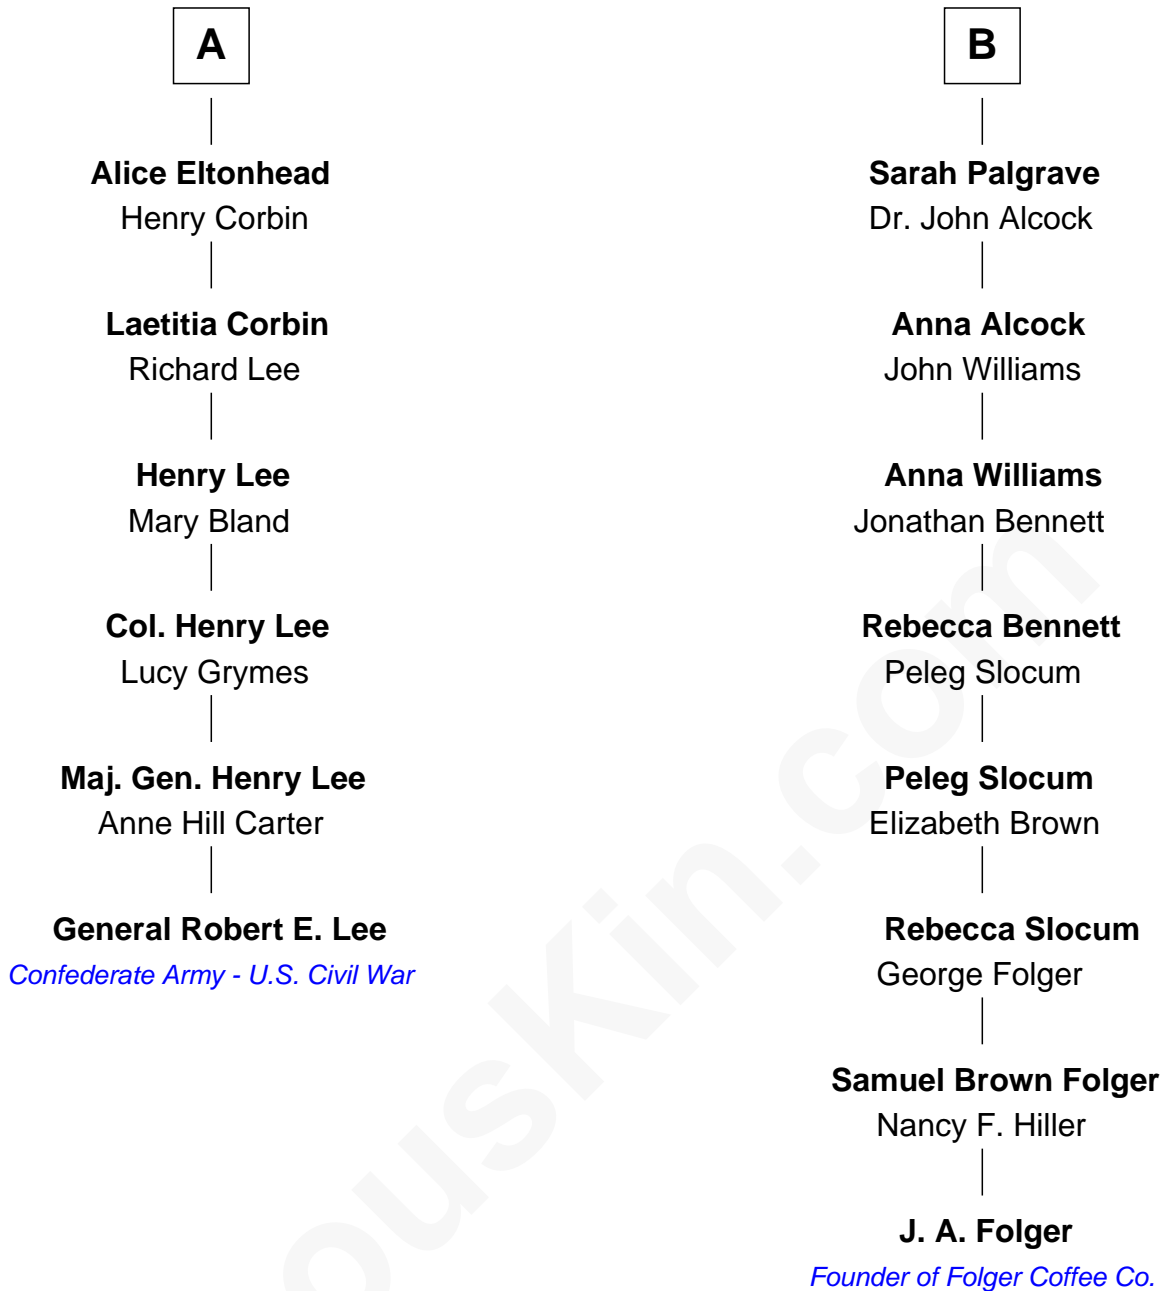 A
Alice Eltonhead
Henry Corbin
Laetitia Corbin
Richard Lee
Henry Lee
Mary Bland
Col. Henry Lee
Lucy Grymes
Maj. Gen. Henry Lee
Anne Hill Carter
General Robert E. Lee
Confederate Army - U.S. Civil War
B
Sarah Palgrave
Dr. John Alcock
Anna Alcock
John Williams
Anna Williams
Jonathan Bennett
Rebecca Bennett
Peleg Slocum
Peleg Slocum
Elizabeth Brown
Rebecca Slocum
George Folger
Samuel Brown Folger
Nancy F. Hiller
J. A. Folger
Founder of Folger Coffee Co.
ousKin.com